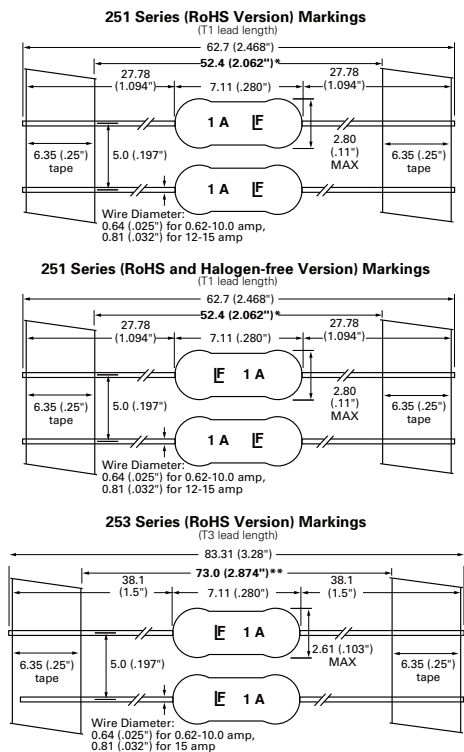 251 Series (RoHS Version) Markings
(T1 lead length)
62.7 (2.468")
52.4 (2.062")*
27.78 (1.094")
7.11 (.280")
27.78 (1.094")
1 A LF
6.35 (.25") tape
5.0 (.197")
2.80 (.11") MAX
6.35 (.25") tape
1 A LF
Wire Diameter:
0.64 (.025") for 0.62-10.0 amp,
0.81 (.032") for 12-15 amp
251 Series (RoHS and Halogen-free Version) Markings
(T1 lead length)
62.7 (2.468")
52.4 (2.062")*
27.78 (1.094")
7.11 (.280")
27.78 (1.094")
LF 1 A
6.35 (.25") tape
5.0 (.197")
2.80 (.11") MAX
6.35 (.25") tape
1 A LF
Wire Diameter:
0.64 (.025") for 0.62-10.0 amp,
0.81 (.032") for 12-15 amp
253 Series (RoHS Version) Markings
(T3 lead length)
83.31 (3.28")
73.0 (2.874")**
38.1 (1.5")
7.11 (.280")
38.1 (1.5")
LF 1 A
6.35 (.25") tape
5.0 (.197")
2.61 (.103") MAX
6.35 (.25") tape
LF 1 A
Wire Diameter:
0.64 (.025") for 0.62-10.0 amp,
0.81 (.032") for 15 amp